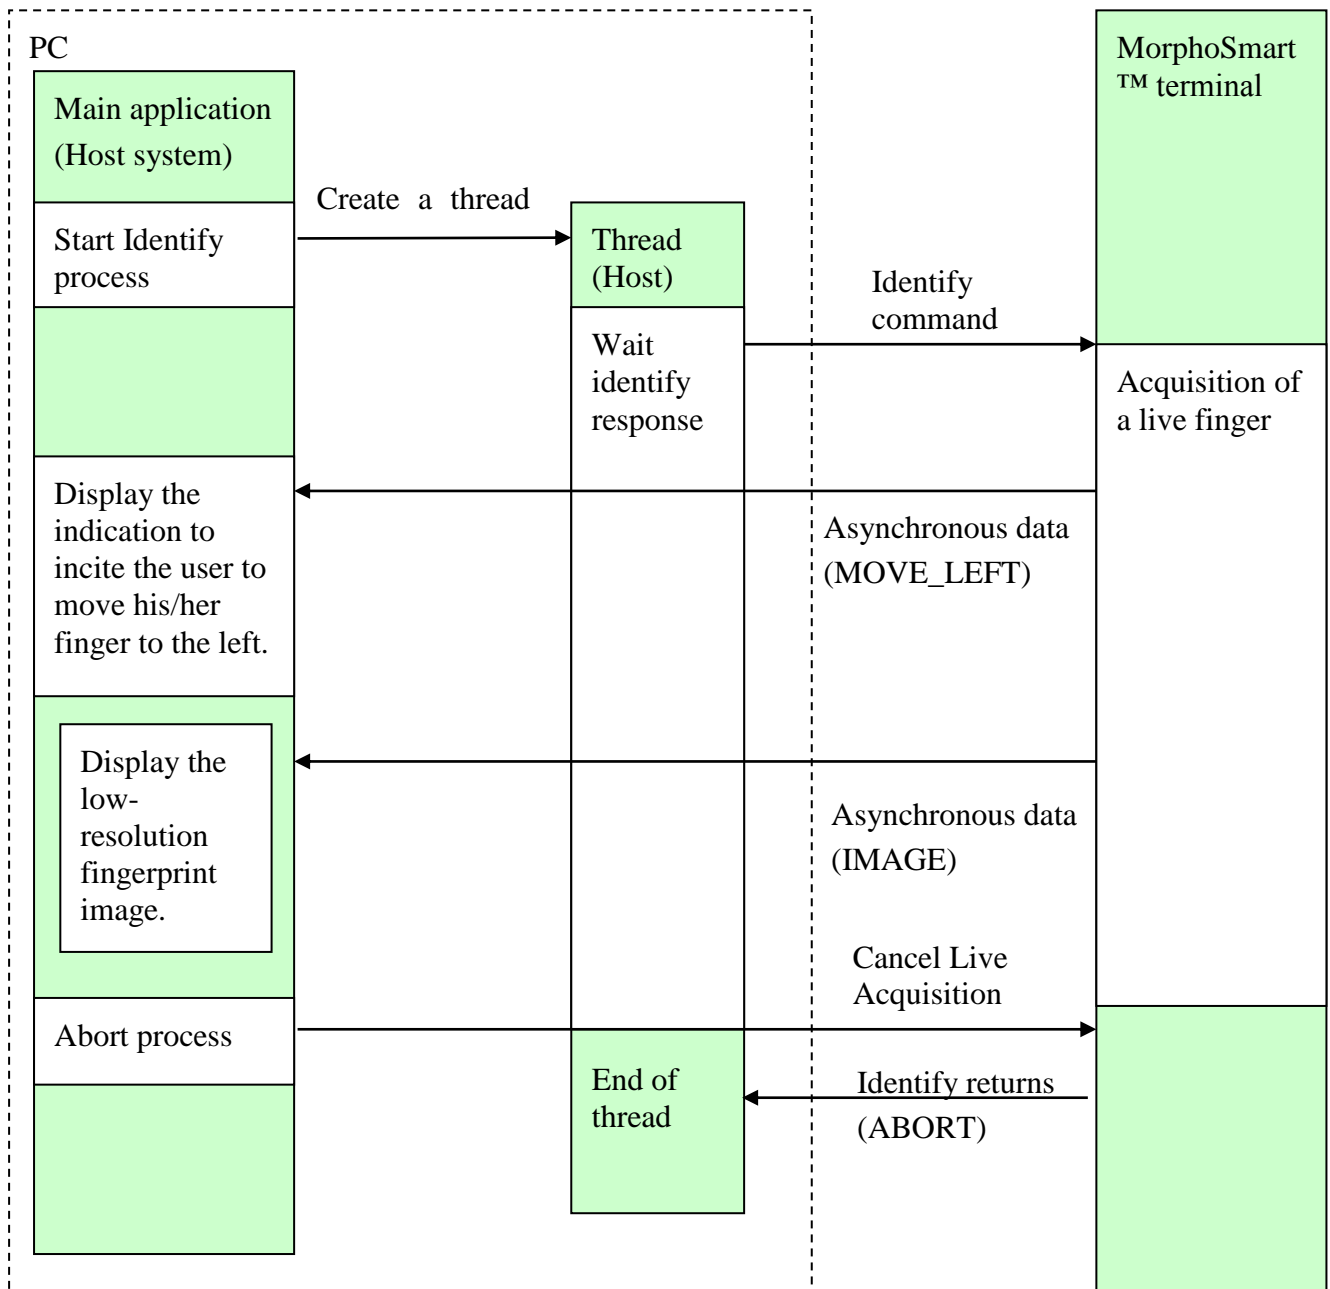 PC
MorphoSmart
™ terminal
Main application
(Host system)
Create a thread
Start Identify
process
Thread
(Host)
Identify
command
Wait
identify
response
Acquisition of
a live finger
Display the
indication to
incite the user to
move his/her
finger to the left.
Asynchronous data
(MOVE_LEFT)
Display the
low-
resolution
fingerprint
image.
Asynchronous data
(IMAGE)
Cancel Live
Acquisition
Abort process
End of
thread
Identify returns
(ABORT)